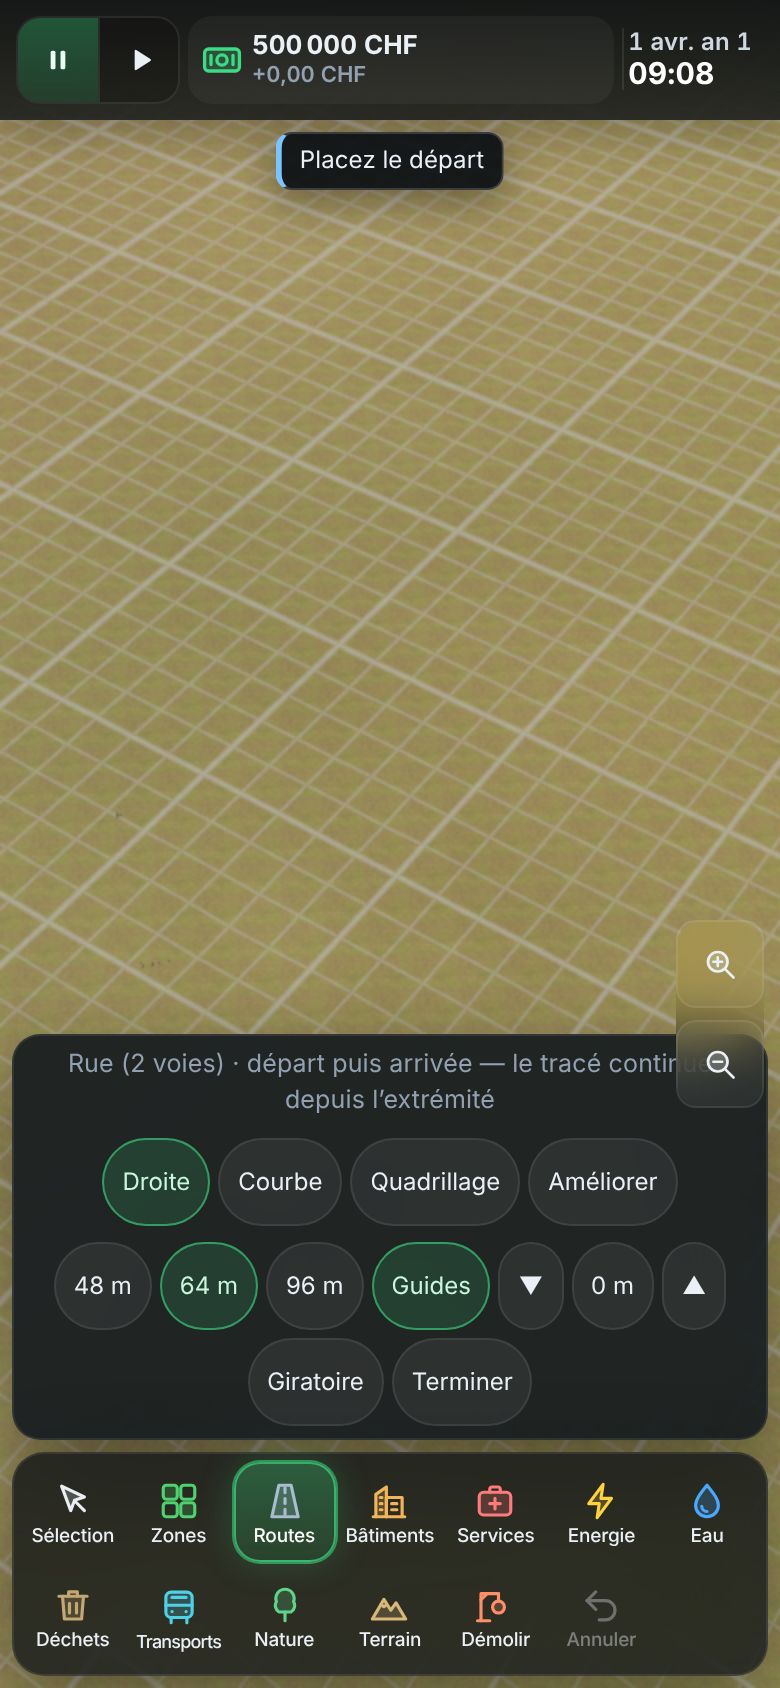 500 000 CHF
+0,00 CHF
1 avr. an 1
09:08
Placez le départ
Rue (2 voies) · départ puis arrivée — le tracé continue
depuis l’extrémité
Droite Courbe Quadrillage Améliorer
48 m 64 m 96 m Guides ▼ 0 m ▲
Giratoire Terminer
Sélection Zones Routes Bâtiments Services Energie Eau
Déchets Transports Nature Terrain Démolir Annuler